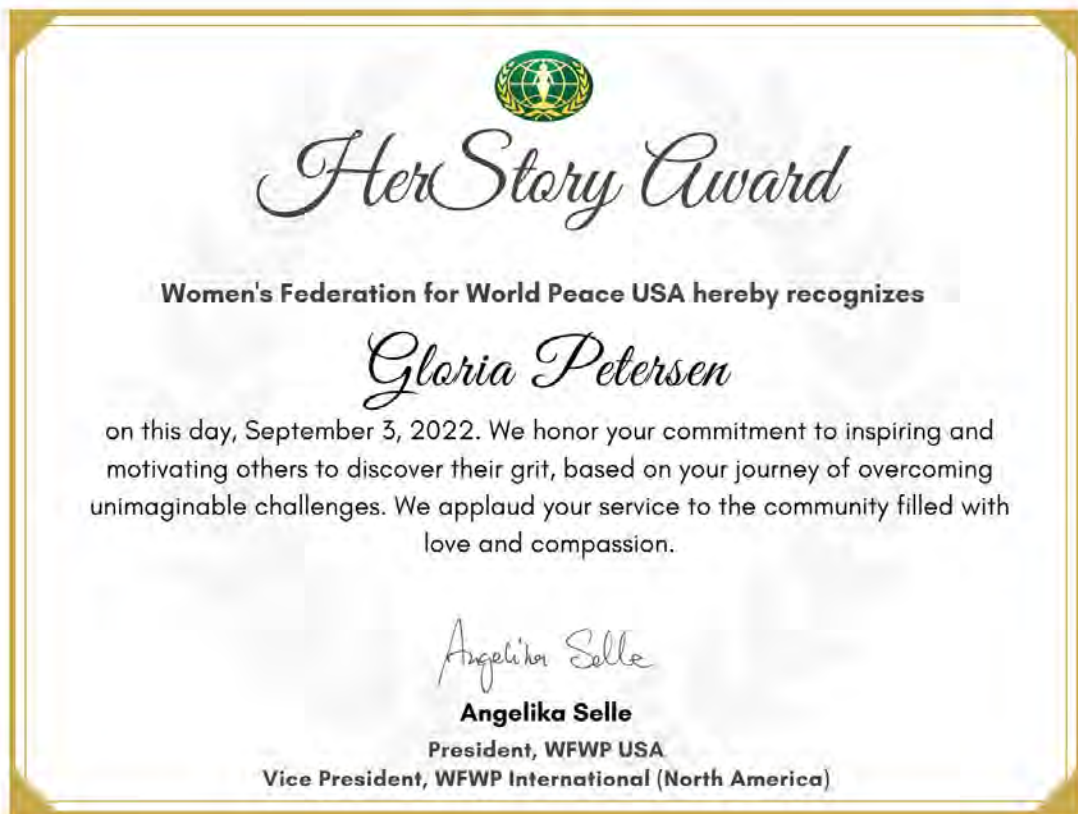 HerStory Award
Women's Federation for World Peace USA hereby recognizes
Gloria Petersen
on this day, September 3, 2022. We honor your commitment to inspiring and
motivating others to discover their grit, based on your journey of overcoming
unimaginable challenges. We applaud your service to the community filled with
love and compassion.
Angelika Selle
Angelika Selle
President, WFWP USA
Vice President, WFWP International (North America)